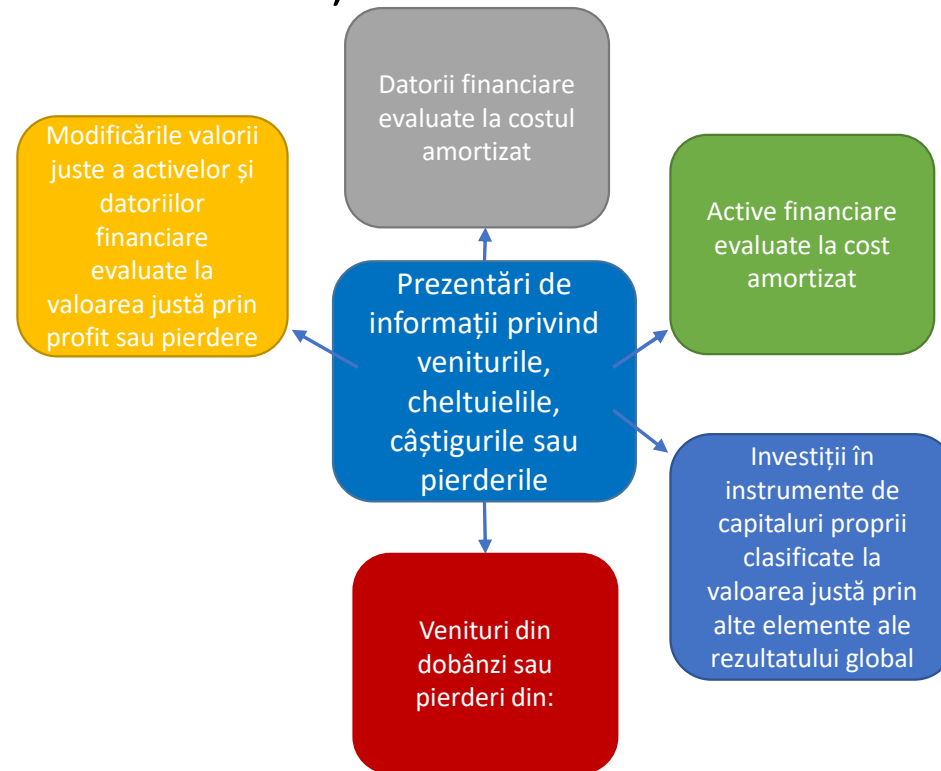 Datorii financiare
evaluate la costul
amortizat
Modificările valorii
juste a activelor și
datoriilor
financiare
evaluate la
valoarea justă prin
profit sau pierdere
Active financiare
evaluate la cost
amortizat
Prezentări de
informații privind
veniturile,
cheltuielile,
câștigurile sau
pierderile
Investiții în
instrumente de
capitaluri proprii
clasificate la
valoarea justă prin
alte elemente ale
rezultatului global
Venituri din
dobânzi sau
pierderi din: